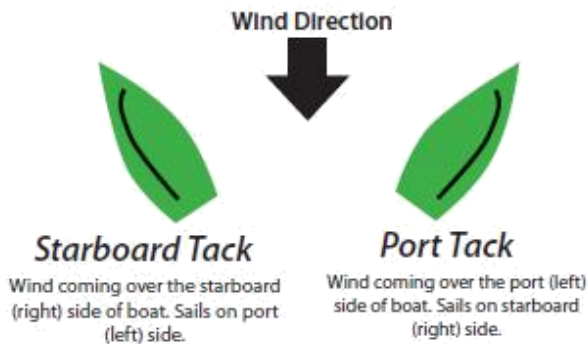 Wind Direction
Starboard Tack
Wind coming over the starboard
(right) side of boat. Sails on port
(left) side.
Port Tack
Wind coming over the port (left)
side of boat. Sails on starboard
(right) side.